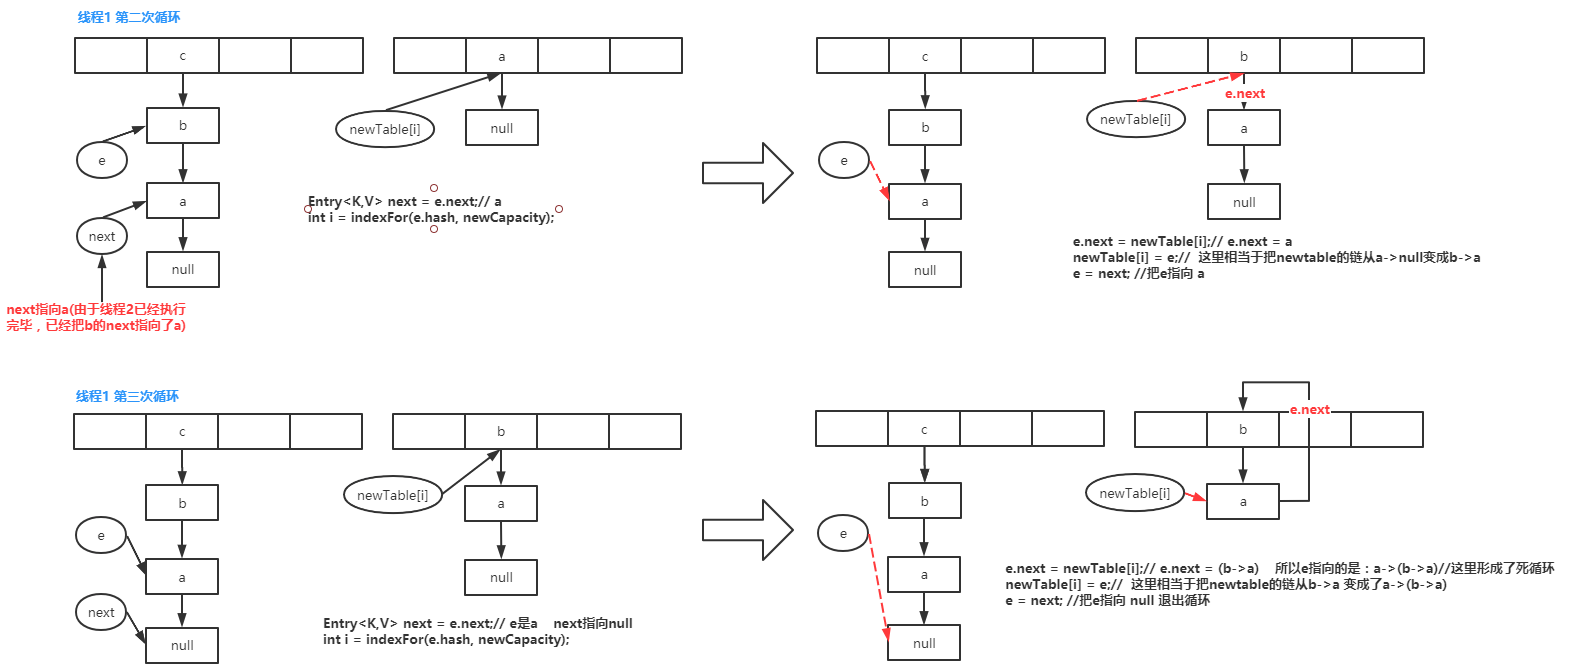 线程1 第二次循环
c
a
c
b
b
newTable[i]
null
e
a
next
null
Entry<K,V> next = e.next;// a
int i = indexFor(e.hash, newCapacity);
next指向a(由于线程2已经执行
完毕，已经把b的next指向了a)
e.next
newTable[i]
b
a
e
a
null
null
e.next = newTable[i];// e.next = a
newTable[i] = e;// 这里相当于把newtable的链从a->null变成b->a
e = next; //把e指向 a
线程1 第三次循环
c
b
c
b
e.next
newTable[i]
b
a
e
a
null
next
null
Entry<K,V> next = e.next;// e是a next指向null
int i = indexFor(e.hash, newCapacity);
newTable[i]
a
b
e
a
null
e.next = newTable[i];// e.next = (b->a) 所以e指向的是：a->(b->a)//这里形成了死循环
newTable[i] = e;// 这里相当于把newtable的链从b->a 变成了a->(b->a)
e = next; //把e指向 null 退出循环